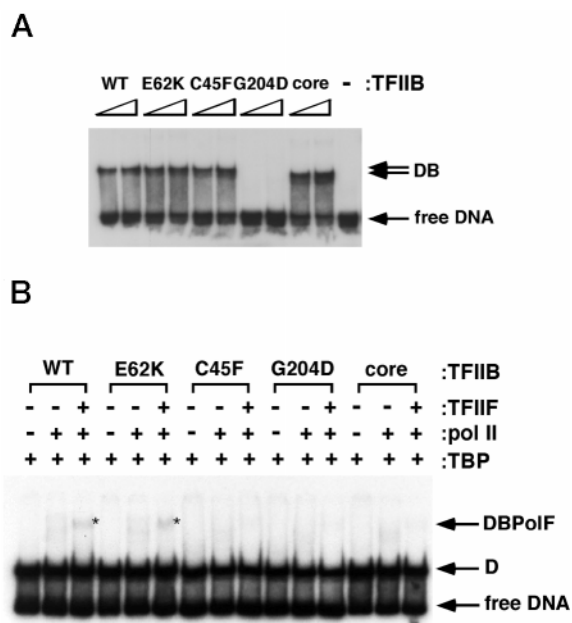 A
WT E62K C45F G204D core - :TFIIB
DB
free DNA
B
WT E62K C45F G204D core :TFIIB
- - + - - + - - + - - + - - + :TFIIF
- + + - + + - + + - + + - + + :pol II
+ + + + + + + + + + + + + + + :TBP
* * DBPolF
D
free DNA